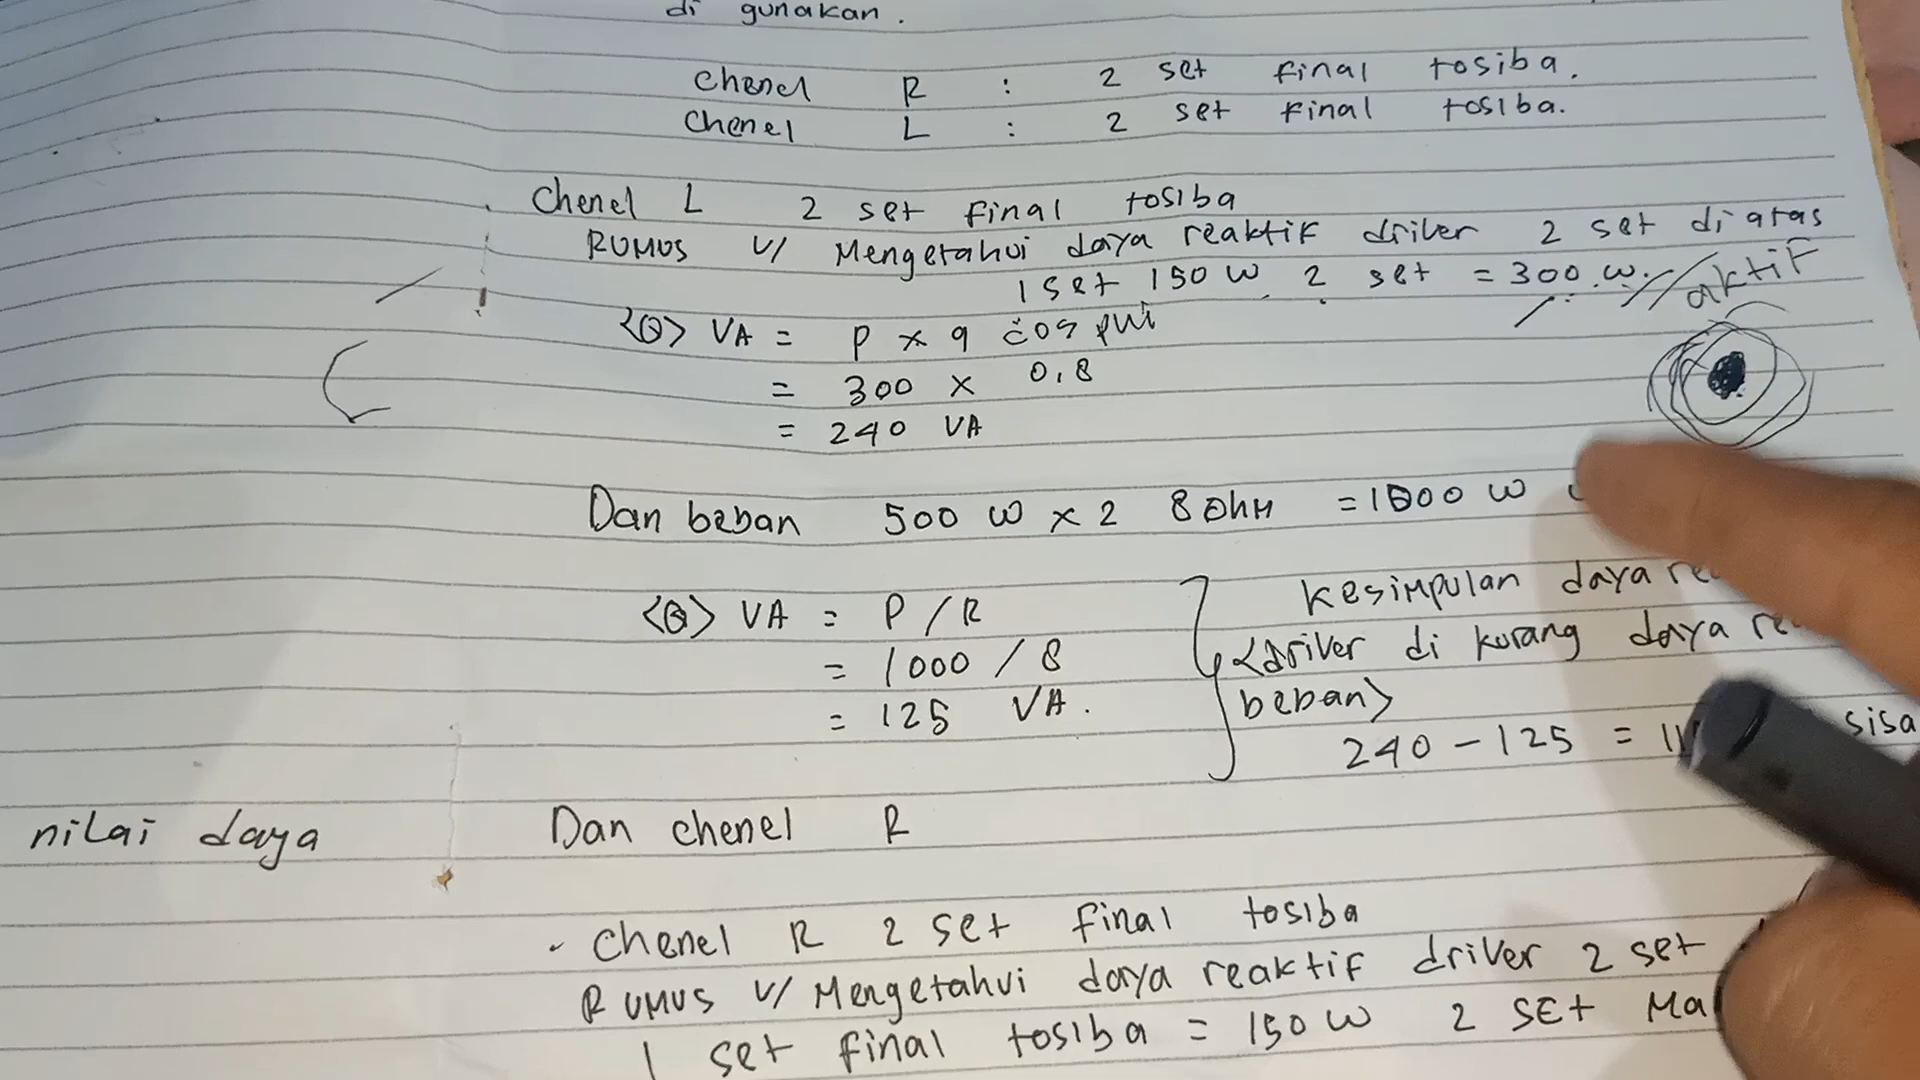 di gunakan.
Chenel R : 2 set final tosiba.
Chenel L : 2 set final tosiba.
Chenel L 2 set final tosiba
RUMUS U/ Mengetahui daya reaktif driver 2 set di atas
1 set 150 W 2 set = 300.W. // aktif
<Q> VA = P x q cos phi
= 300 x 0,8
= 240 VA
Dan beban 500 W x 2 8 OhM = 1000 W
<Q> VA = P / R
= 1000 / 8
= 125 VA.
Kesimpulan daya
<driver di kurang daya
beban>
240 - 125 = sisa
nilai daya
Dan chenel R
- Chenel R 2 set final tosiba
RUMUS U/ Mengetahui daya reaktif driver 2 set
1 set final tosiba = 150 W 2 SEt